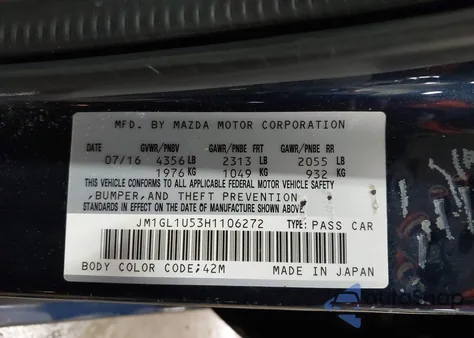 MFD. BY MAZDA MOTOR CORPORATION
DATE GVWR/PNBV GAWR/PNBE FRT GAWR/PNBE RR
07/16 4356 LB 2313 LB 2055 LB
1976 KG 1049 KG 932 KG
THIS VEHICLE CONFORMS TO ALL APPLICABLE FEDERAL MOTOR VEHICLE SAFETY,
BUMPER, AND THEFT PREVENTION
STANDARDS IN EFFECT ON THE DATE OF MANUFACTURE SHOWN ABOVE.
JM1GL1U53H1106272 TYPE: PASS CAR
BODY COLOR CODE;42M MADE IN JAPAN
AutoShop